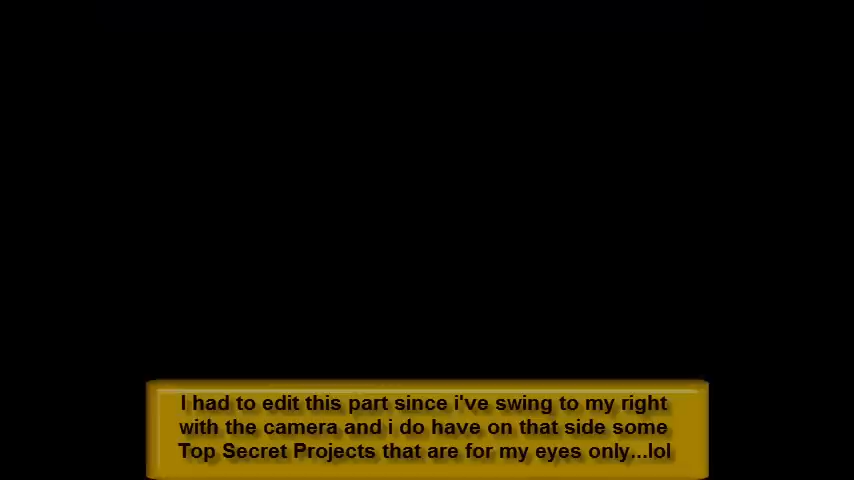 I had to edit this part since i've swing to my right
with the camera and i do have on that side some
Top Secret Projects that are for my eyes only...lol